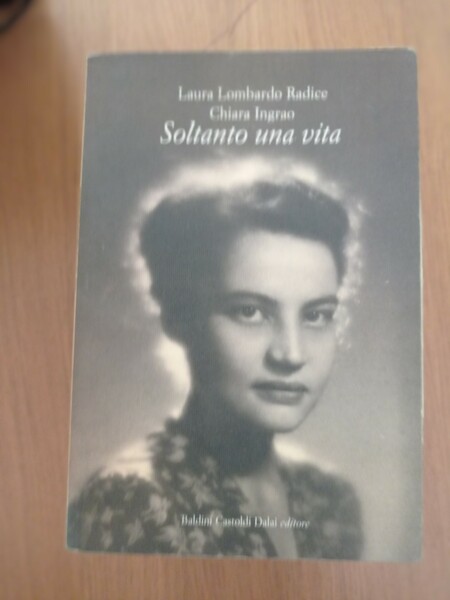 Laura Lombardo Radice
Chiara Ingrao
Soltanto una vita
Baldini Castoldi Dalai editore